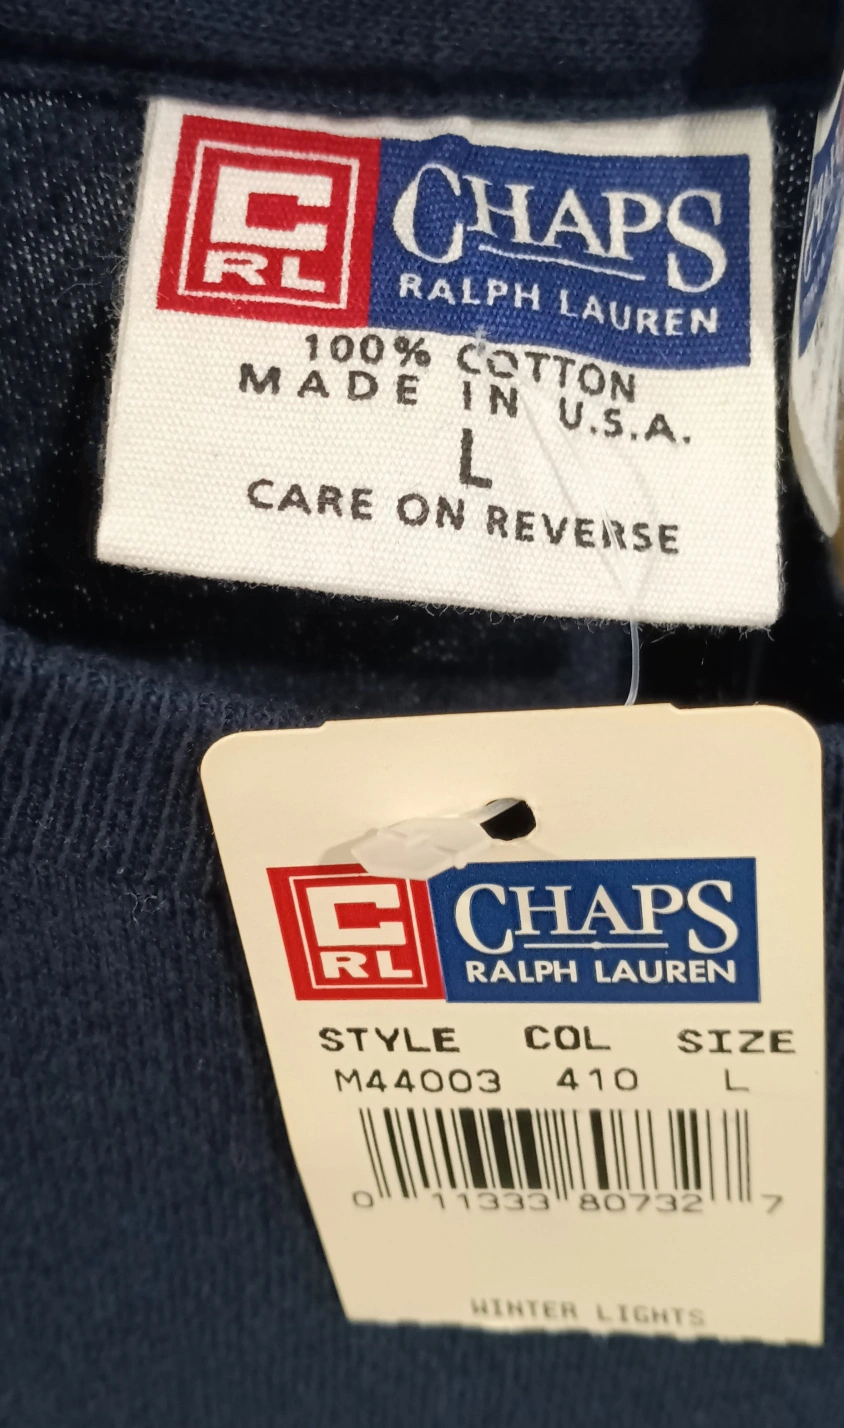 C
RL
CHAPS
RALPH LAUREN
100% COTTON
MADE IN U.S.A.
L
CARE ON REVERSE
C
RL
CHAPS
RALPH LAUREN
STYLE COL SIZE
M44003 410 L
0 11333 80732 7
WINTER LIGHTS